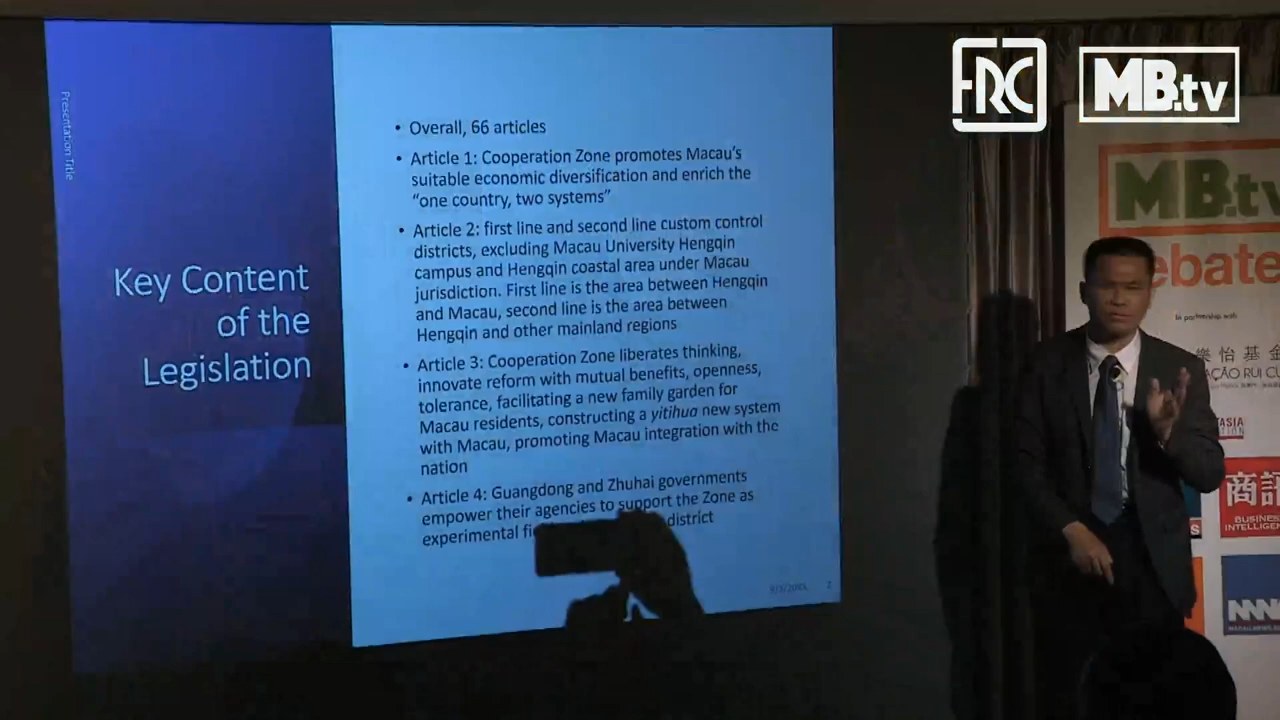 FRC
MB.tv
Presentation Title
Key Content
of the
Legislation
• Overall, 66 articles
• Article 1: Cooperation Zone promotes Macau's
suitable economic diversification and enrich the
“one country, two systems”
• Article 2: first line and second line custom control
districts, excluding Macau University Hengqin
campus and Hengqin coastal area under Macau
jurisdiction. First line is the area between Hengqin
and Macau, second line is the area between
Hengqin and other mainland regions
• Article 3: Cooperation Zone liberates thinking,
innovate reform with mutual benefits, openness,
tolerance, facilitating a new family garden for
Macau residents, constructing a yitihua new system
with Macau, promoting Macau integration with the
nation
• Article 4: Guangdong and Zhuhai governments
empower their agencies to support the Zone as
experimental district
2
MB.tv
ebate
In partnership with
樂怡基金
AÇÃO RUI CU
ASIA
商訊
BUSINESS
INTELLIGEN
NNN